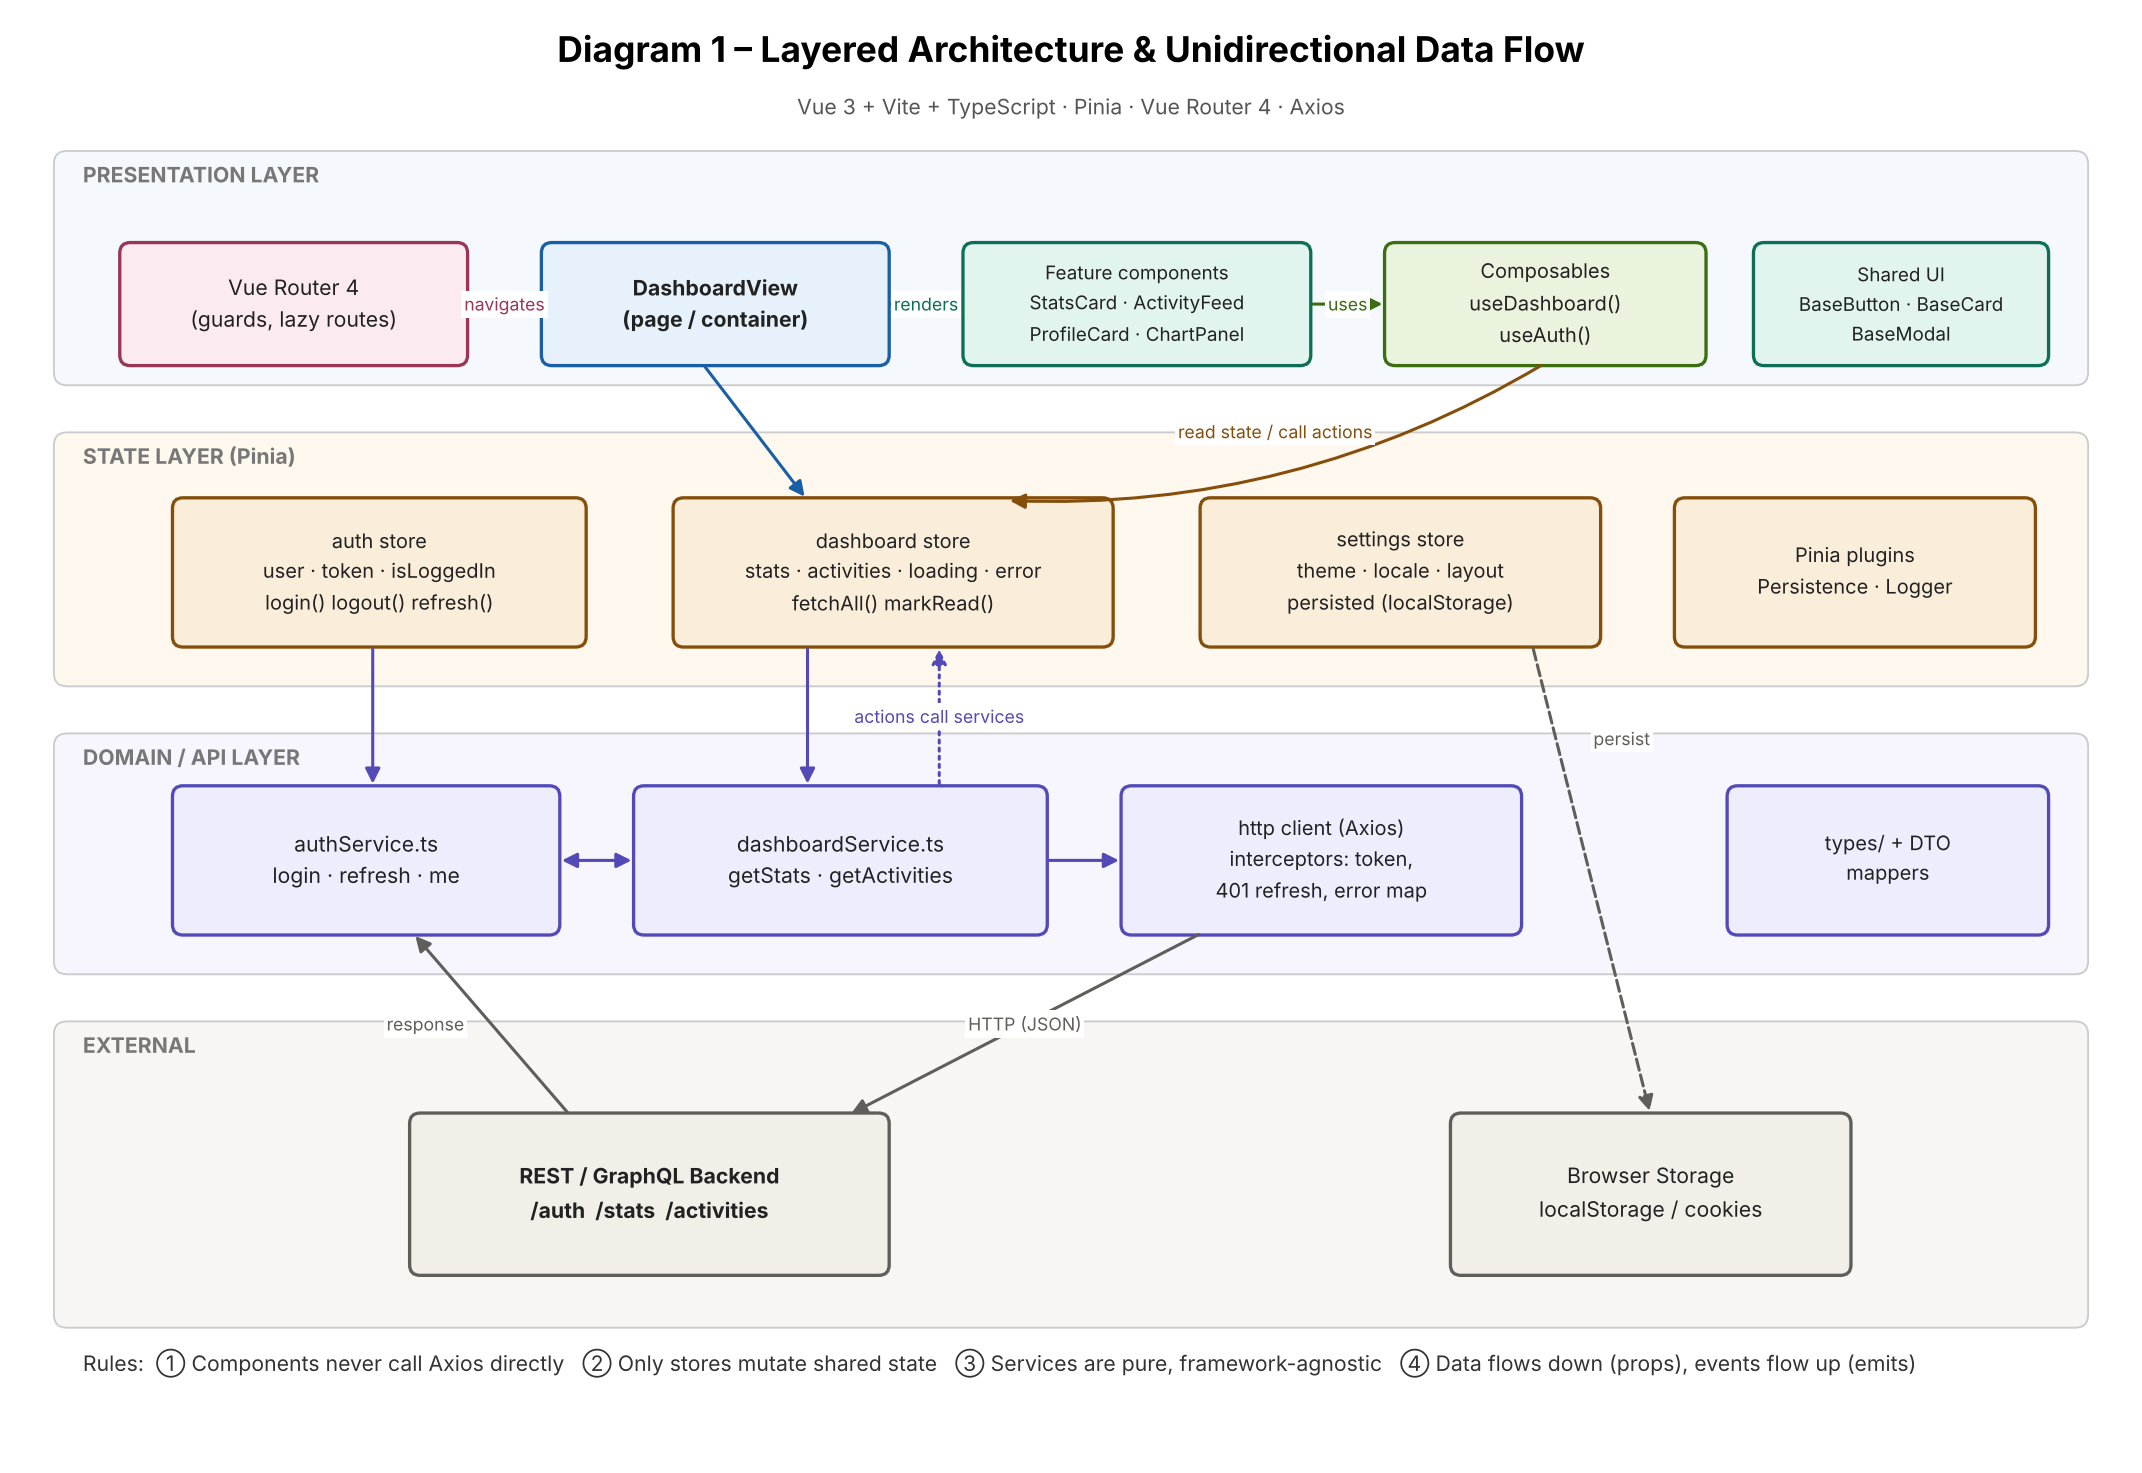 Diagram 1 – Layered Architecture & Unidirectional Data Flow
Vue 3 + Vite + TypeScript · Pinia · Vue Router 4 · Axios
PRESENTATION LAYER
Vue Router 4
(guards, lazy routes)
navigates
DashboardView
(page / container)
renders
Feature components
StatsCard · ActivityFeed
ProfileCard · ChartPanel
uses
Composables
useDashboard()
useAuth()
Shared UI
BaseButton · BaseCard
BaseModal
read state / call actions
STATE LAYER (Pinia)
auth store
user · token · isLoggedIn
login() logout() refresh()
dashboard store
stats · activities · loading · error
fetchAll() markRead()
settings store
theme · locale · layout
persisted (localStorage)
Pinia plugins
Persistence · Logger
actions call services
persist
DOMAIN / API LAYER
authService.ts
login · refresh · me
dashboardService.ts
getStats · getActivities
http client (Axios)
interceptors: token,
401 refresh, error map
types/ + DTO
mappers
response
HTTP (JSON)
EXTERNAL
REST / GraphQL Backend
/auth /stats /activities
Browser Storage
localStorage / cookies
Rules: ① Components never call Axios directly ② Only stores mutate shared state ③ Services are pure, framework-agnostic ④ Data flows down (props), events flow up (emits)